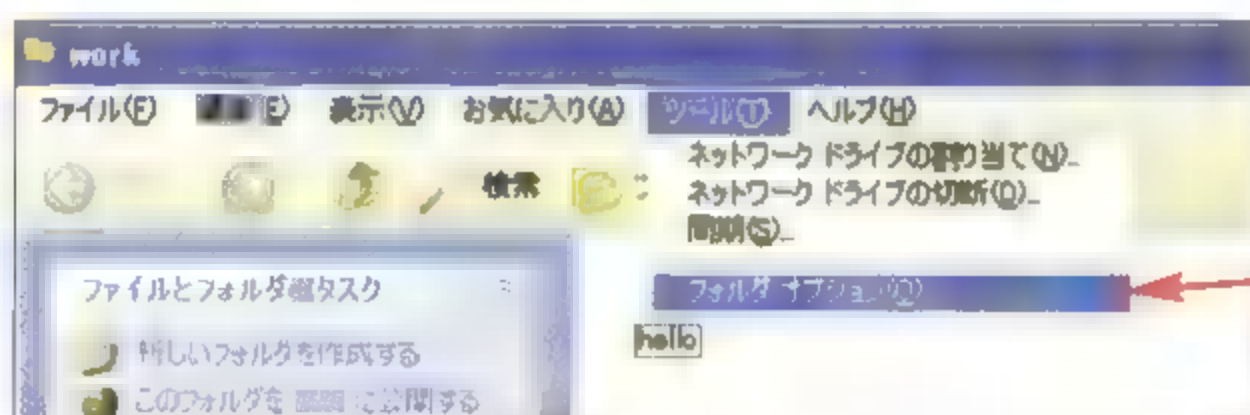 work
ファイル(F) (E) 表示(V) お気に入り(A) ツール(T) ヘルプ(H)
ネットワーク ドライブの割り当て(N)...
検索
ネットワーク ドライブの切断(D)...
同期(S)...
ファイルとフォルダのタスク
フォルダ オプション(O)
hello
新しいフォルダを作成する
このフォルダを に公開する